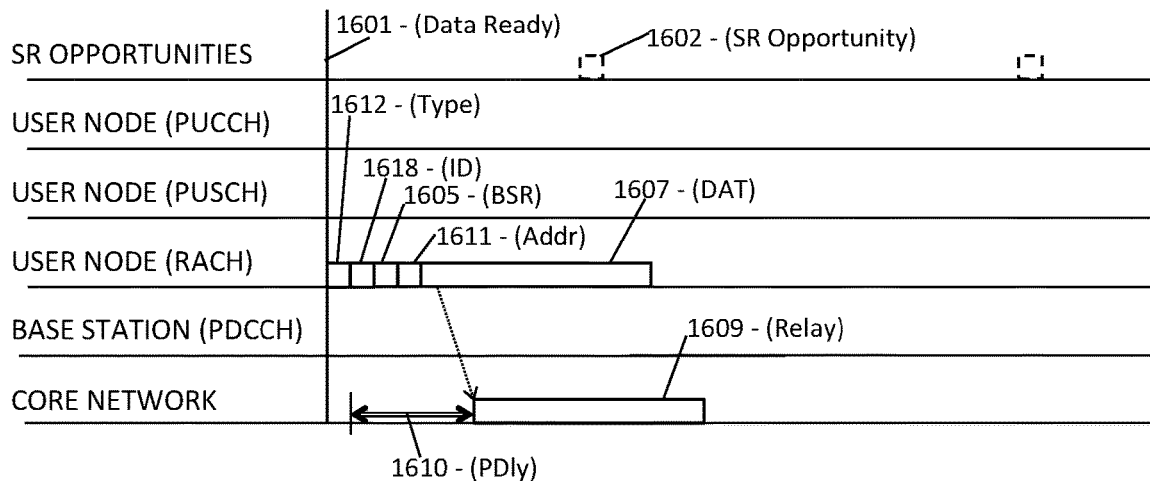 1601 - (Data Ready)
SR OPPORTUNITIES
1602 - (SR Opportunity)
1612 - (Type)
USER NODE (PUCCH)
1618 - (ID)
USER NODE (PUSCH)
1605 - (BSR)
1607 - (DAT)
1611 - (Addr)
USER NODE (RACH)
BASE STATION (PDCCH)
1609 - (Relay)
CORE NETWORK
1610 - (PDly)